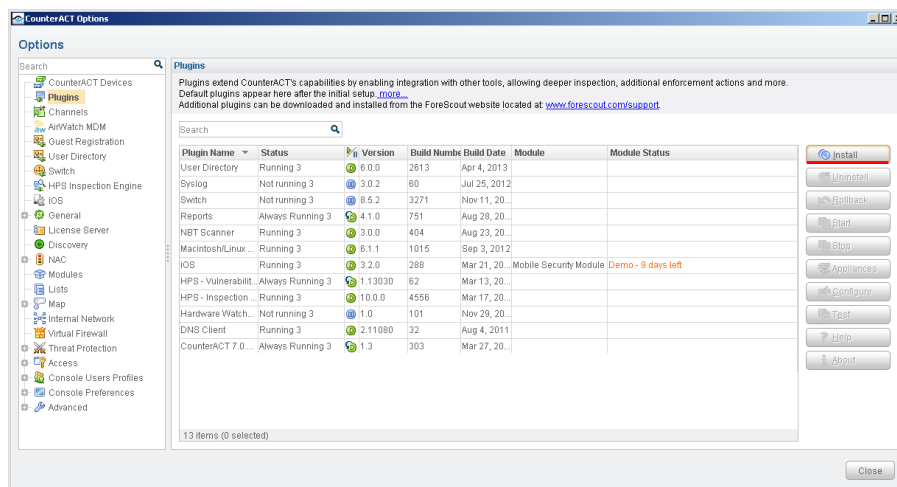 CounterACT Options
Options
Search
CounterACT Devices
Plugins
Channels
AirWatch MDM
Guest Registration
User Directory
Switch
HPS Inspection Engine
iOS
General
License Server
Discovery
NAC
Modules
Lists
Map
Internal Network
Virtual Firewall
Threat Protection
Access
Console Users Profiles
Console Preferences
Advanced
Plugins
Plugins extend CounterACT's capabilities by enabling integration with other tools, allowing deeper inspection, additional enforcement actions and more.
Default plugins appear here after the initial setup. more...
Additional plugins can be downloaded and installed from the ForeScout website located at: www.forescout.com/support.
Search
Plugin Name Status Version Build Numbe Build Date Module Module Status
User Directory Running 3 6.0.0 2613 Apr 4, 2013
Syslog Not running 3 3.0.2 60 Jul 25, 2012
Switch Not running 3 8.5.2 3271 Nov 11, 20...
Reports Always Running 3 4.1.0 751 Aug 28, 20...
NBT Scanner Running 3 3.0.0 404 Aug 23, 20...
Macintosh/Linux ... Running 3 6.1.1 1015 Sep 3, 2012
iOS Running 3 3.2.0 288 Mar 21, 20... Mobile Security Module Demo - 9 days left
HPS - Vulnerabilit... Always Running 3 1.13030 62 Mar 13, 20...
HPS - Inspection ... Running 3 10.0.0 4556 Mar 17, 20...
Hardware Watch... Not running 3 1.0 101 Nov 29, 20...
DNS Client Running 3 2.11080 32 Aug 4, 2011
CounterACT 7.0.... Always Running 3 1.3 303 Mar 27, 20...
13 items (0 selected)
Install
Uninstall
Rollback
Start
Stop
Appliances
Configure
Test
Help
About
Close